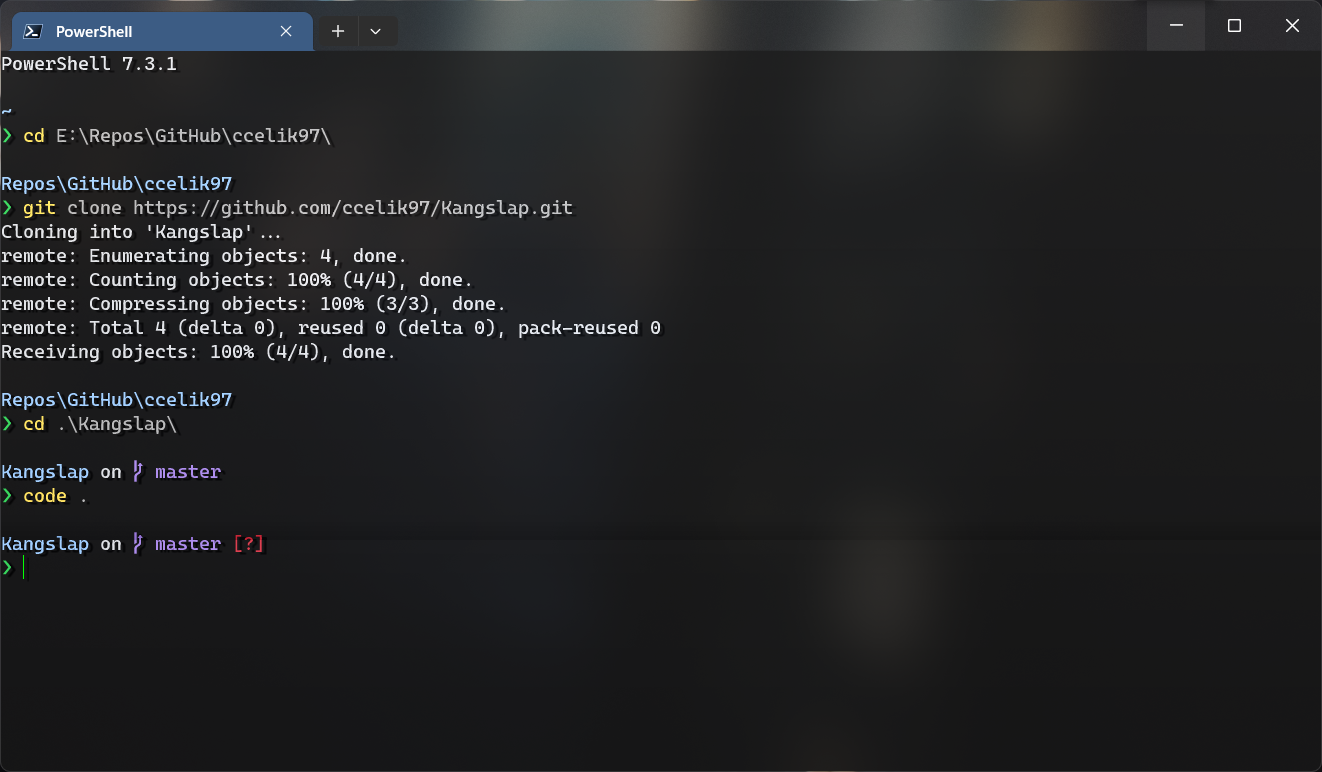 PowerShell
PowerShell 7.3.1
~
❯ cd E:\Repos\GitHub\ccelik97\
Repos\GitHub\ccelik97
❯ git clone https://github.com/ccelik97/Kangslap.git
Cloning into 'Kangslap'...
remote: Enumerating objects: 4, done.
remote: Counting objects: 100% (4/4), done.
remote: Compressing objects: 100% (3/3), done.
remote: Total 4 (delta 0), reused 0 (delta 0), pack-reused 0
Receiving objects: 100% (4/4), done.
Repos\GitHub\ccelik97
❯ cd .\Kangslap\
Kangslap on master
❯ code .
Kangslap on master [?]
❯